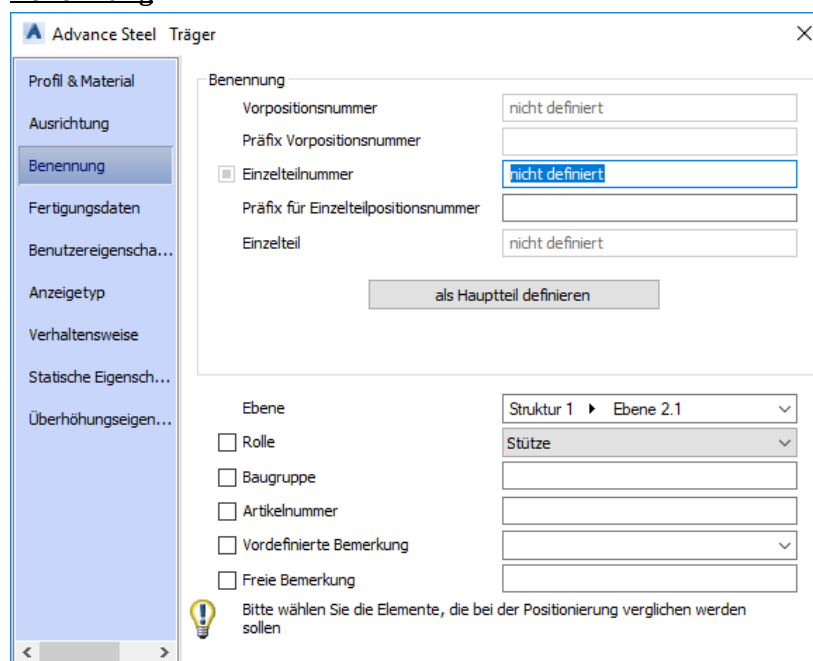 Advance Steel Träger
Profil & Material
Ausrichtung
Benennung
Fertigungsdaten
Benutzereigenscha...
Anzeigetyp
Verhaltensweise
Statische Eigensch...
Überhöhungseigen...
Benennung
Vorpositionsnummer nicht definiert
Präfix Vorpositionsnummer
Einzelteilnummer nicht definiert
Präfix für Einzelteilpositionsnummer
Einzelteil nicht definiert
als Hauptteil definieren
Ebene Struktur 1 ▸ Ebene 2.1
Rolle Stütze
Baugruppe
Artikelnummer
Vordefinierte Bemerkung
Freie Bemerkung
Bitte wählen Sie die Elemente, die bei der Positionierung verglichen werden
sollen